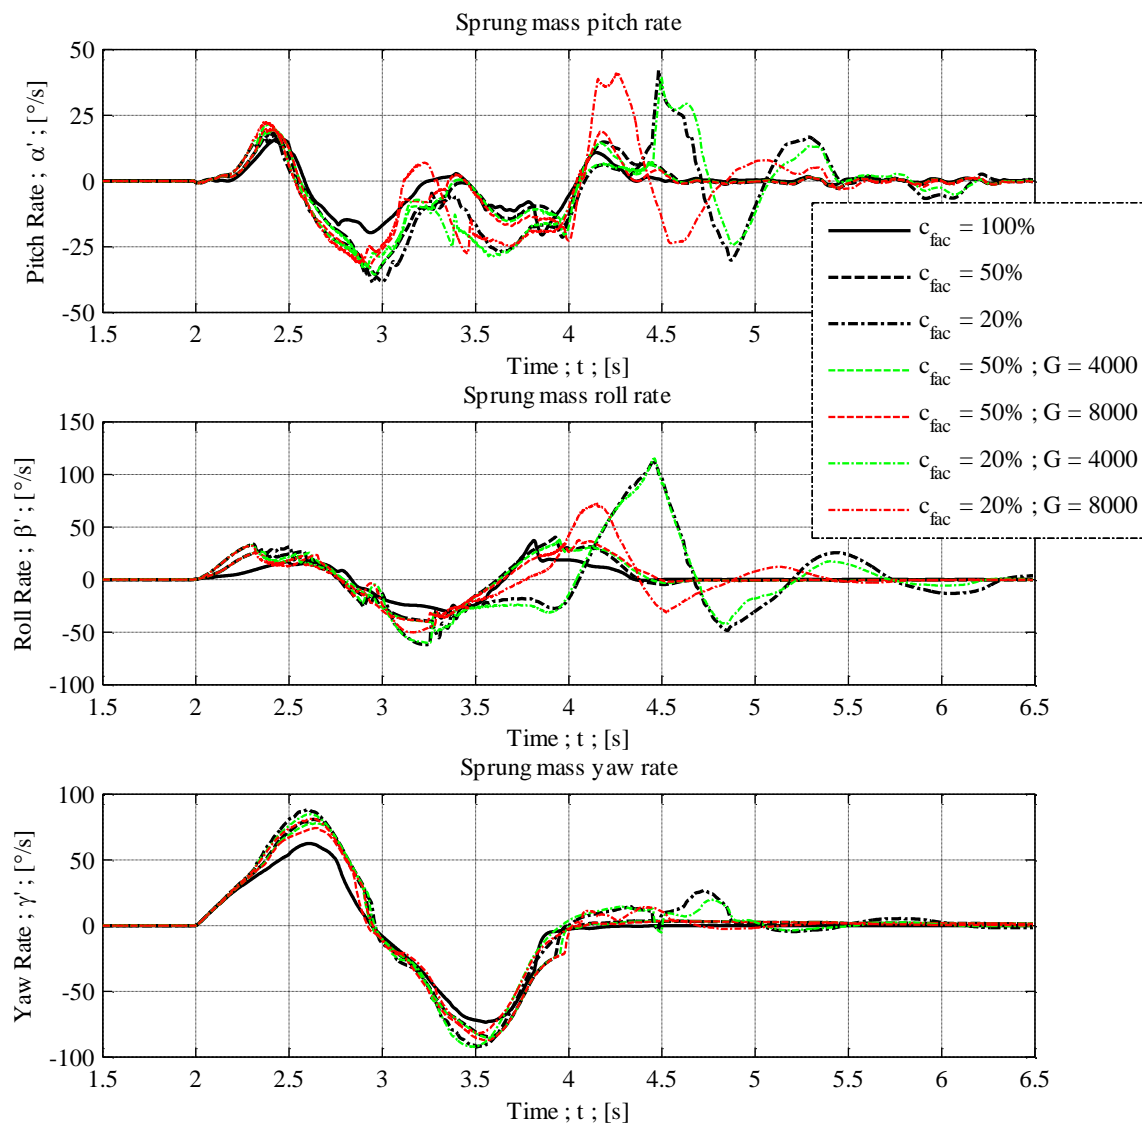 Sprung mass pitch rate
50
25
0
-25
-50
Pitch Rate ; α' ; [°/s]
1.5 2 2.5 3 3.5 4 4.5 5 5.5 6 6.5
Time ; t ; [s]
c_fac = 100%
c_fac = 50%
c_fac = 20%
c_fac = 50% ; G = 4000
c_fac = 50% ; G = 8000
c_fac = 20% ; G = 4000
c_fac = 20% ; G = 8000
Sprung mass roll rate
150
100
50
0
-50
-100
Roll Rate ; β' ; [°/s]
1.5 2 2.5 3 3.5 4 4.5 5 5.5 6 6.5
Time ; t ; [s]
Sprung mass yaw rate
100
50
0
-50
-100
Yaw Rate ; γ' ; [°/s]
1.5 2 2.5 3 3.5 4 4.5 5 5.5 6 6.5
Time ; t ; [s]